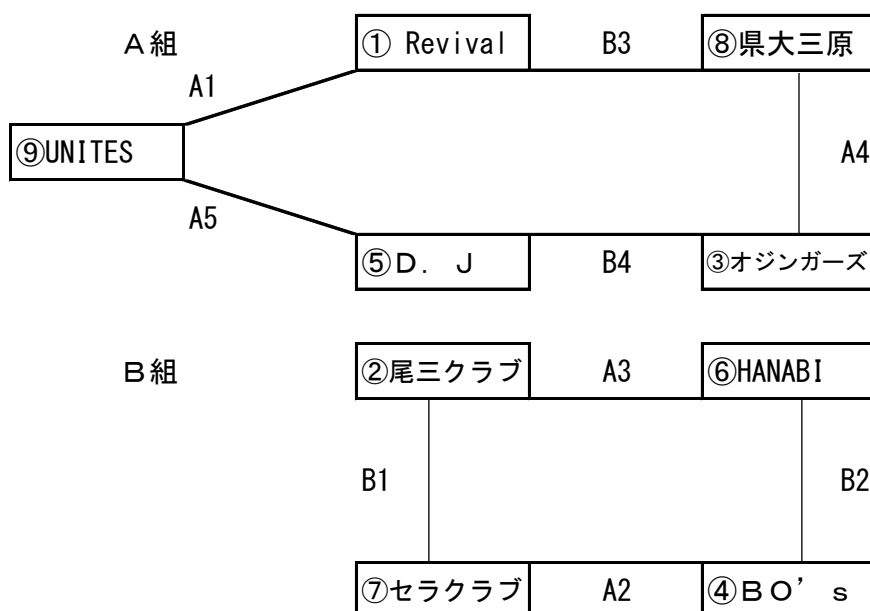 A組
① Revival
B3
⑧県大三原
A1
⑨UNITES
A4
A5
⑤D．J
B4
③オジンガーズ
B組
②尾三クラブ
A3
⑥HANABI
B1
B2
⑦セラクラブ
A2
④BO’s